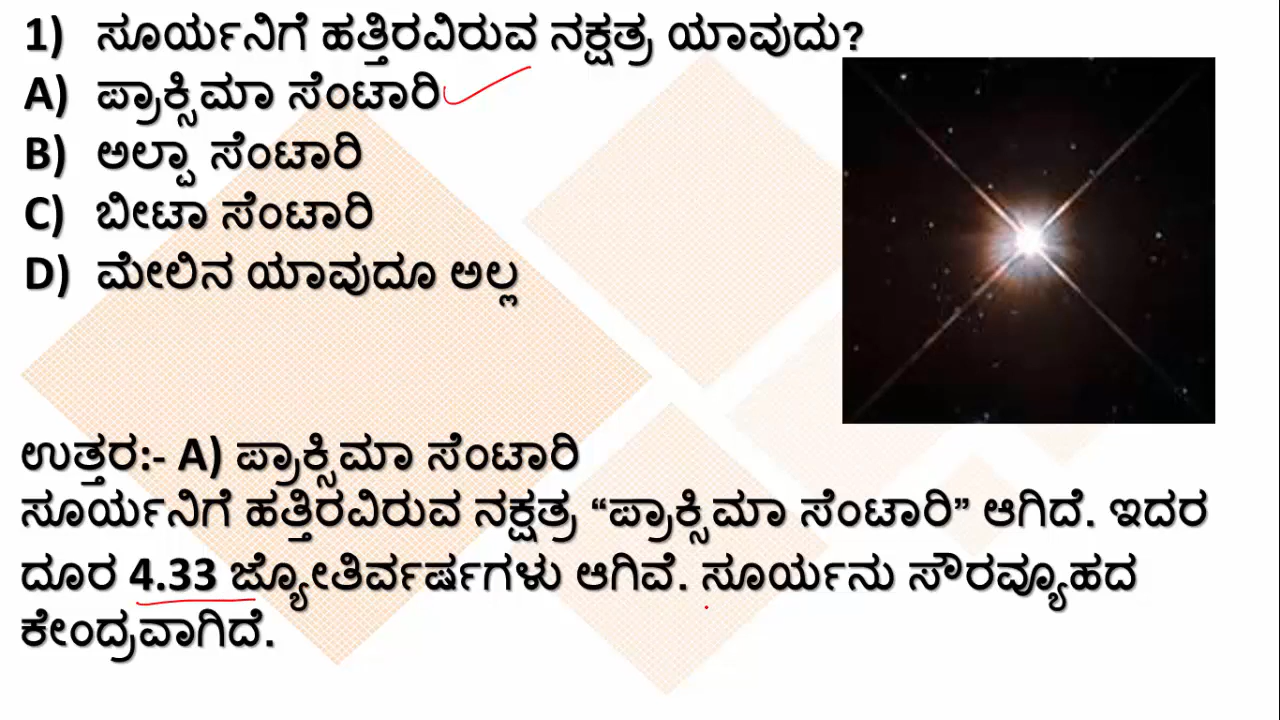 1) ಸೂರ್ಯನಿಗೆ ಹತ್ತಿರವಿರುವ ನಕ್ಷತ್ರ ಯಾವುದು?
A) ಪ್ರಾಕ್ಸಿಮಾ ಸೆಂಟಾರಿ
B) ಅಲ್ಪಾ ಸೆಂಟಾರಿ
C) ಬೀಟಾ ಸೆಂಟಾರಿ
D) ಮೇಲಿನ ಯಾವುದೂ ಅಲ್ಲ
ಉತ್ತರ:- A) ಪ್ರಾಕ್ಸಿಮಾ ಸೆಂಟಾರಿ
ಸೂರ್ಯನಿಗೆ ಹತ್ತಿರವಿರುವ ನಕ್ಷತ್ರ “ಪ್ರಾಕ್ಸಿಮಾ ಸೆಂಟಾರಿ” ಆಗಿದೆ. ಇದರ
ದೂರ 4.33 ಜ್ಯೋತಿರ್ವರ್ಷಗಳು ಆಗಿವೆ. ಸೂರ್ಯನು ಸೌರವ್ಯೂಹದ
ಕೇಂದ್ರವಾಗಿದೆ.